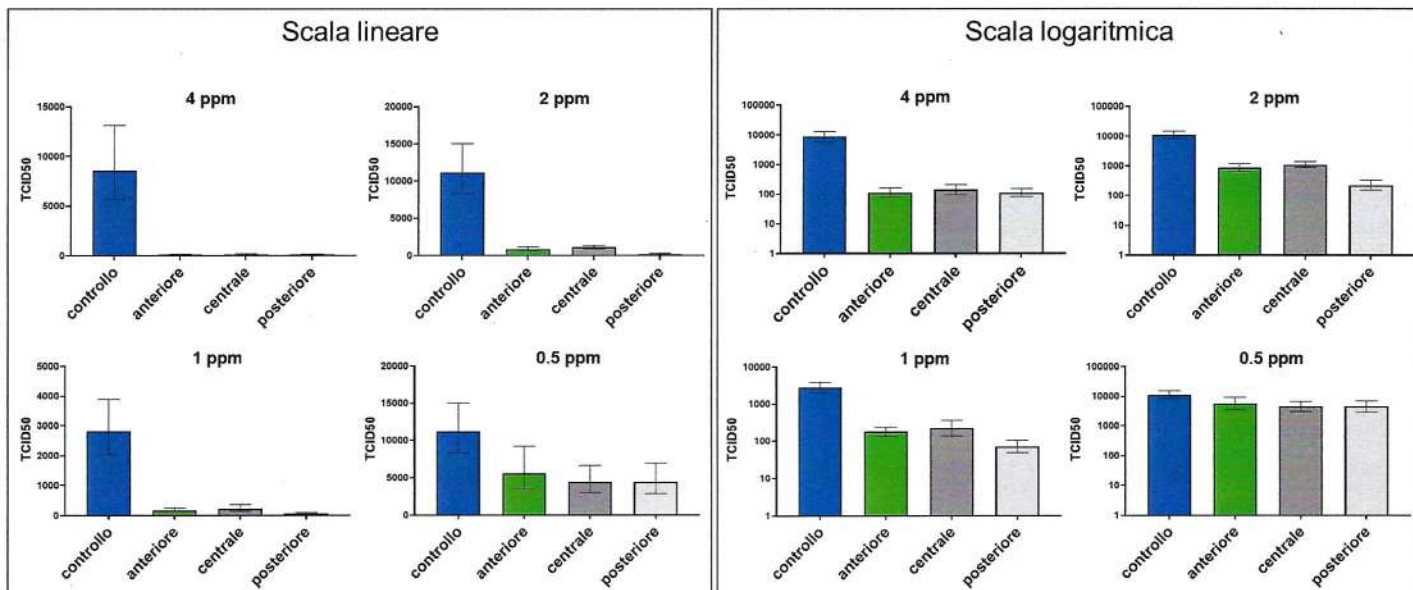 Scala lineare
4 ppm
TCID50
15000
10000
5000
0
controllo
anteriore
centrale
posteriore
2 ppm
TCID50
20000
15000
10000
5000
0
controllo
anteriore
centrale
posteriore
1 ppm
TCID50
5000
4000
3000
2000
1000
0
controllo
anteriore
centrale
posteriore
0.5 ppm
TCID50
20000
15000
10000
5000
0
controllo
anteriore
centrale
posteriore
Scala logaritmica
4 ppm
TCID50
100000
10000
1000
100
10
1
controllo
anteriore
centrale
posteriore
2 ppm
TCID50
100000
10000
1000
100
10
1
controllo
anteriore
centrale
posteriore
1 ppm
TCID50
10000
1000
100
10
1
controllo
anteriore
centrale
posteriore
0.5 ppm
TCID50
100000
10000
1000
100
10
1
controllo
anteriore
centrale
posteriore